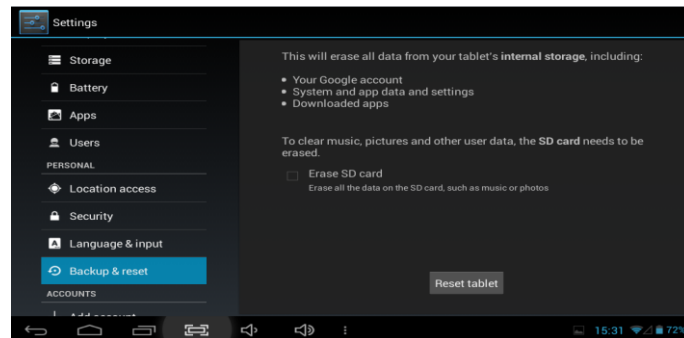 Settings
Storage
Battery
Apps
Users
PERSONAL
Location access
Security
Language & input
Backup & reset
ACCOUNTS
Add account
This will erase all data from your tablet's internal storage, including:
• Your Google account
• System and app data and settings
• Downloaded apps
To clear music, pictures and other user data, the SD card needs to be
erased.
Erase SD card
Erase all the data on the SD card, such as music or photos
Reset tablet
15:31 72%